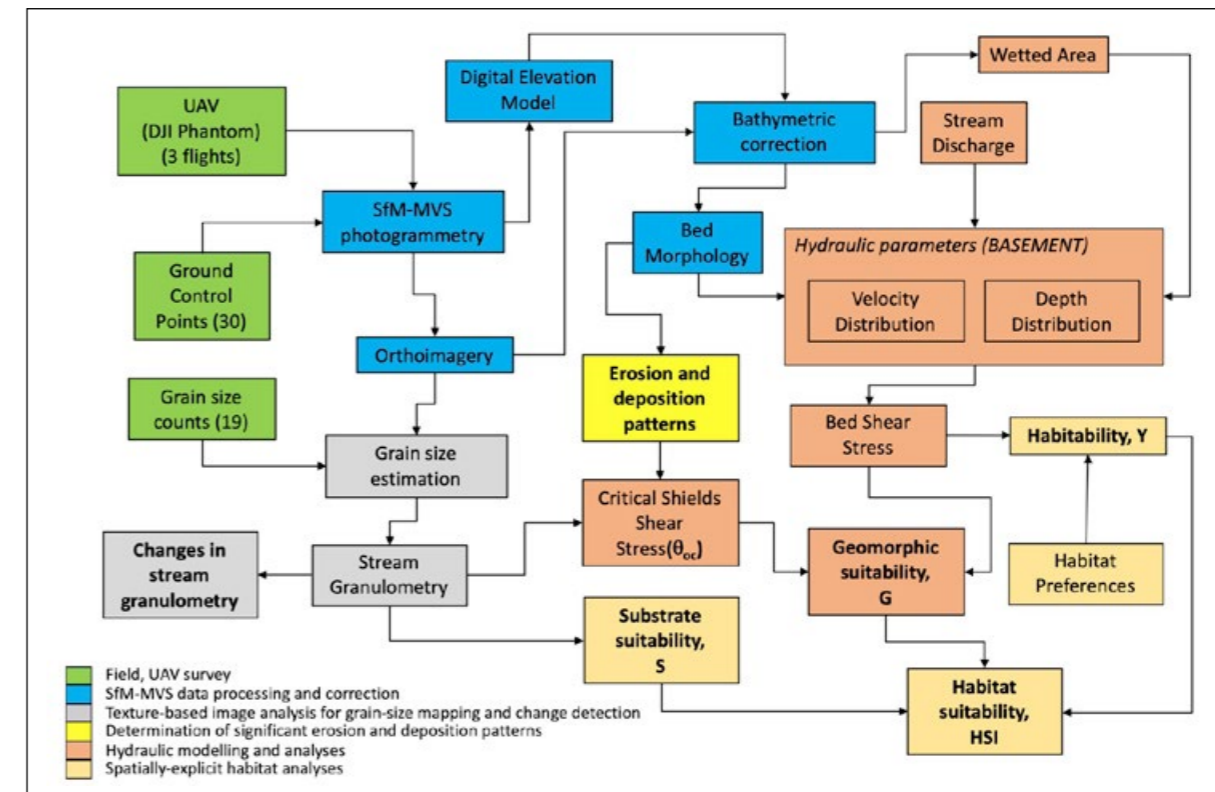 UAV
(DJI Phantom)
(3 flights)
Digital Elevation
Model
Wetted Area
Bathymetric
correction
Stream
Discharge
SfM-MVS
photogrammetry
Bed
Morphology
Hydraulic parameters (BASEMENT)
Velocity
Distribution
Depth
Distribution
Ground
Control
Points (30)
Orthoimagery
Erosion and
deposition
patterns
Grain size
counts (19)
Bed Shear
Stress
Habitability, Y
Grain size
estimation
Critical Shields
Shear
Stress(θoc)
Changes in
stream
granulometry
Stream
Granulometry
Geomorphic
suitability,
G
Habitat
Preferences
Substrate
suitability,
S
Habitat
suitability,
HSI
Field, UAV survey
SfM-MVS data processing and correction
Texture-based image analysis for grain-size mapping and change detection
Determination of significant erosion and deposition patterns
Hydraulic modelling and analyses
Spatially-explicit habitat analyses